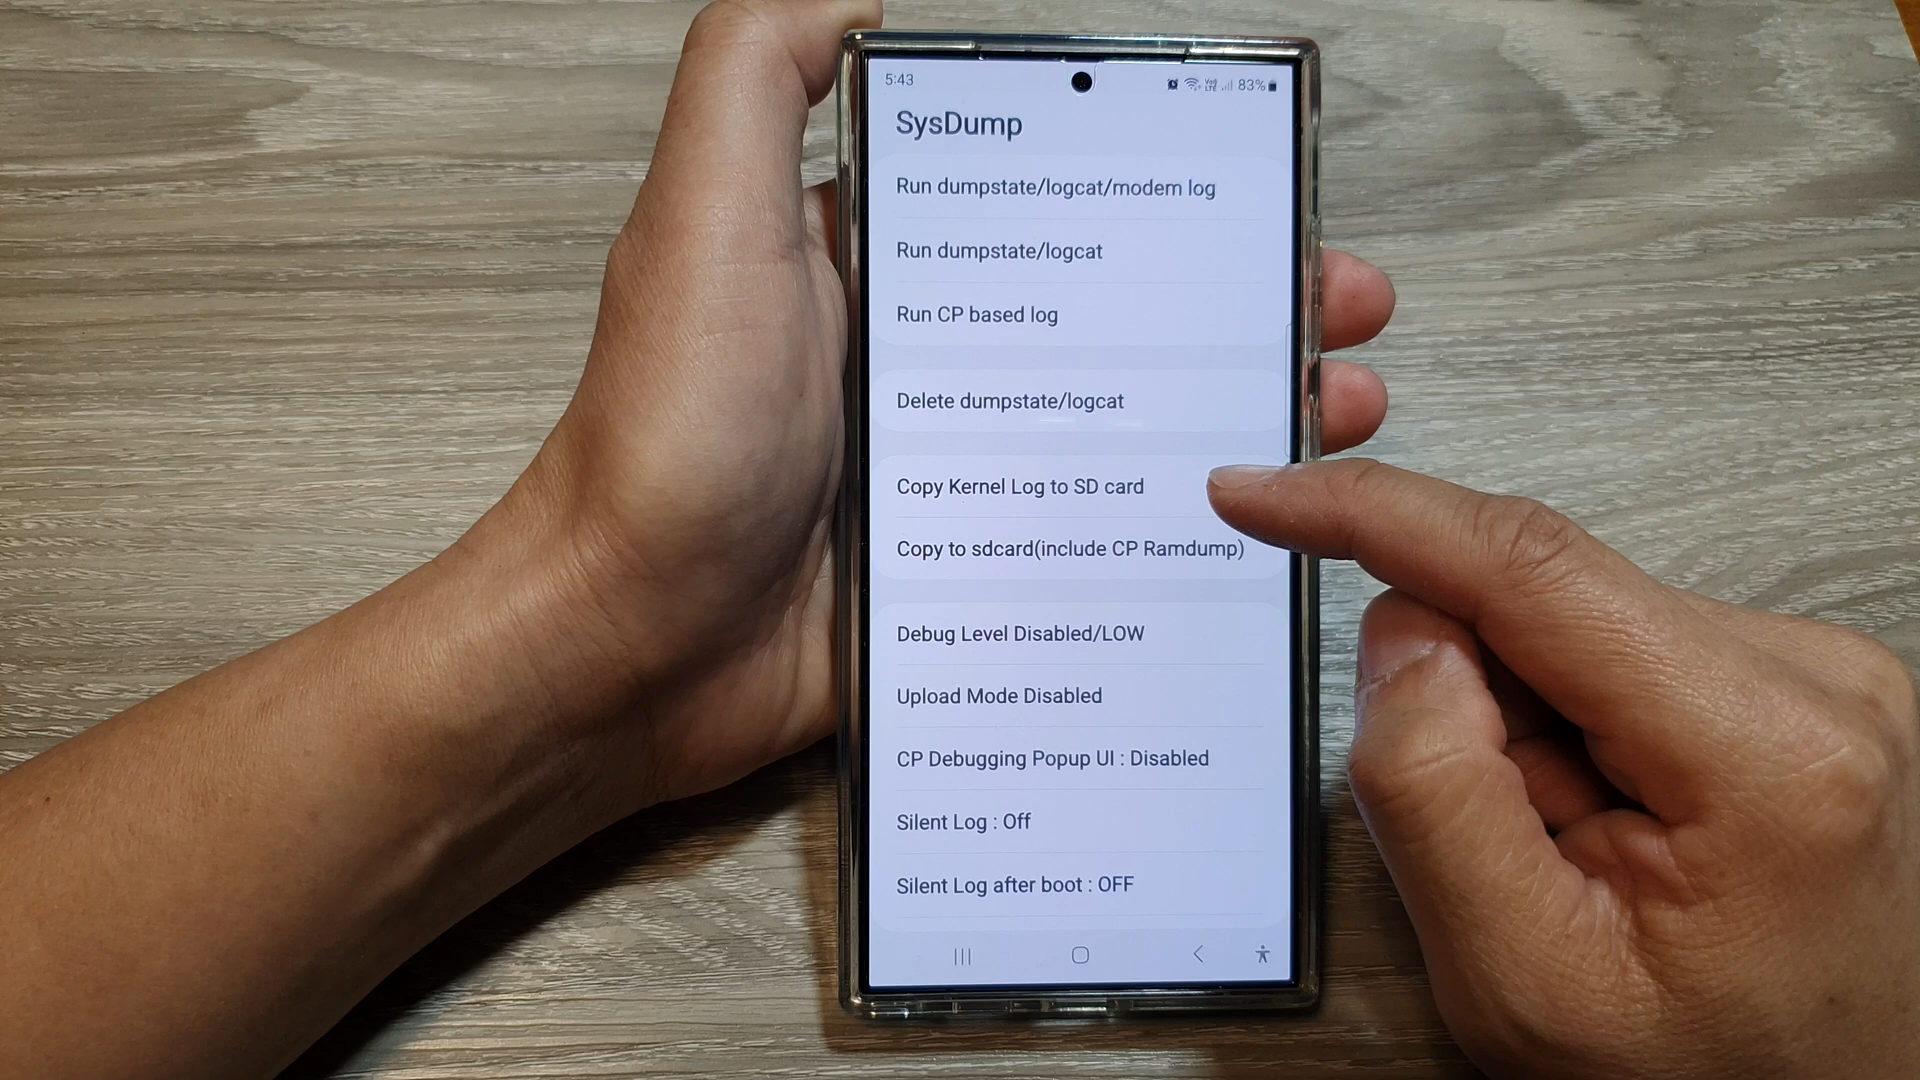 5:43
Vo) LTE 83%
SysDump
Run dumpstate/logcat/modem log
Run dumpstate/logcat
Run CP based log
Delete dumpstate/logcat
Copy Kernel Log to SD card
Copy to sdcard(include CP Ramdump)
Debug Level Disabled/LOW
Upload Mode Disabled
CP Debugging Popup UI : Disabled
Silent Log : Off
Silent Log after boot : OFF